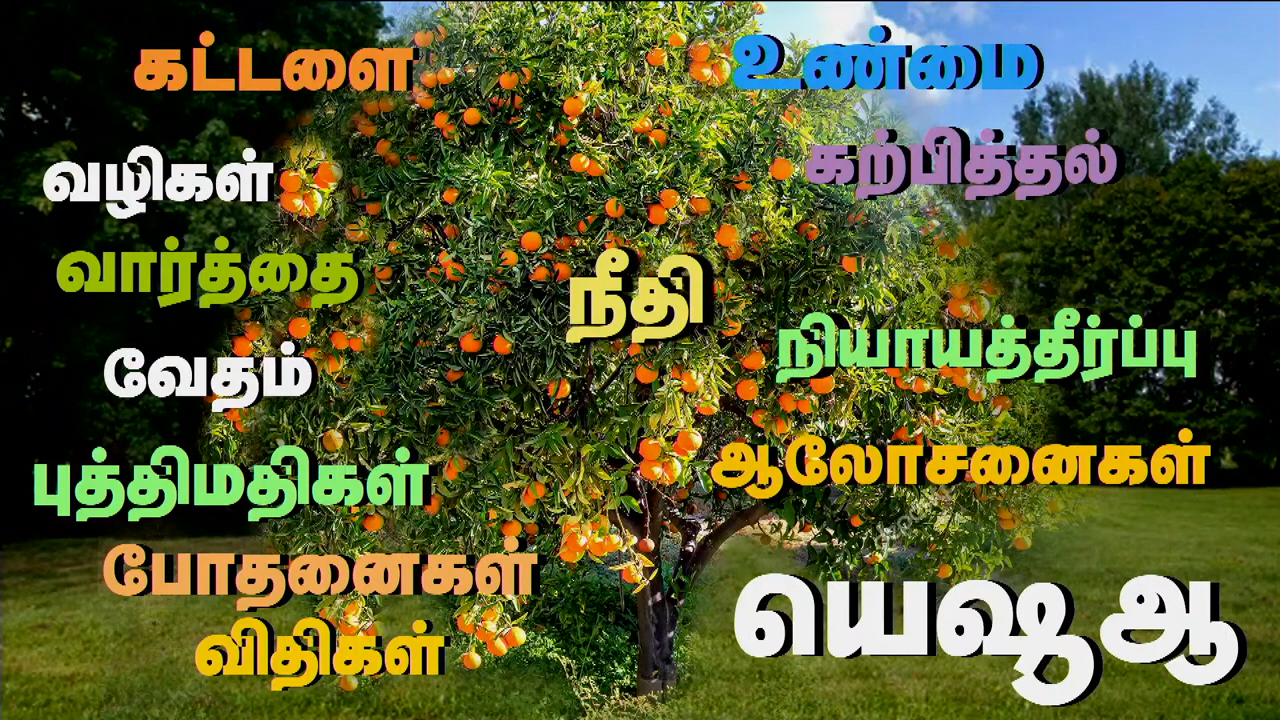 கட்டளை
உண்மை
வழிகள்
கற்பித்தல்
வார்த்தை
நீதி
நியாயத்தீர்ப்பு
வேதம்
புத்திமதிகள்
ஆலோசனைகள்
போதனைகள்
விதிகள்
யெஷூஆ